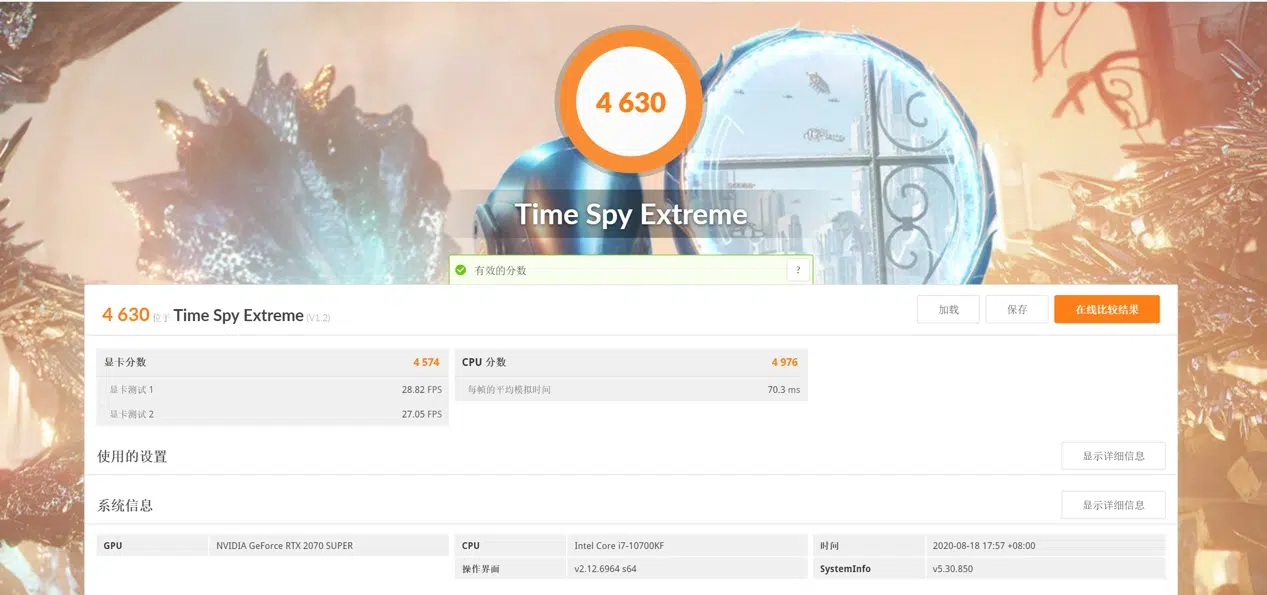 4 630
Time Spy Extreme
有效的分数 ?
4 630 位于 Time Spy Extreme (V1.2) 加载 保存 在线比较结果
显卡分数 4 574 CPU 分数 4 976
显卡测试 1 28.82 FPS 每帧的平均模拟时间 70.3 ms
显卡测试 2 27.05 FPS
使用的设置 显示详细信息
系统信息 显示详细信息
GPU NVIDIA GeForce RTX 2070 SUPER CPU Intel Core i7-10700KF 时间 2020-08-18 17:57 +08:00
操作界面 v2.12.6964 s64 SystemInfo v5.30.850